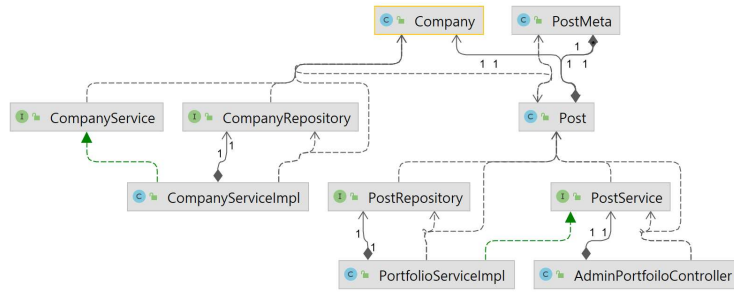 C Company
C PostMeta
1 1
1
1 1
I CompanyService
I CompanyRepository
C Post
1
1
C CompanyServiceImpl
I PostRepository
I PostService
1
1
1 1
C PortfolioServiceImpl
C AdminPortfoiloController